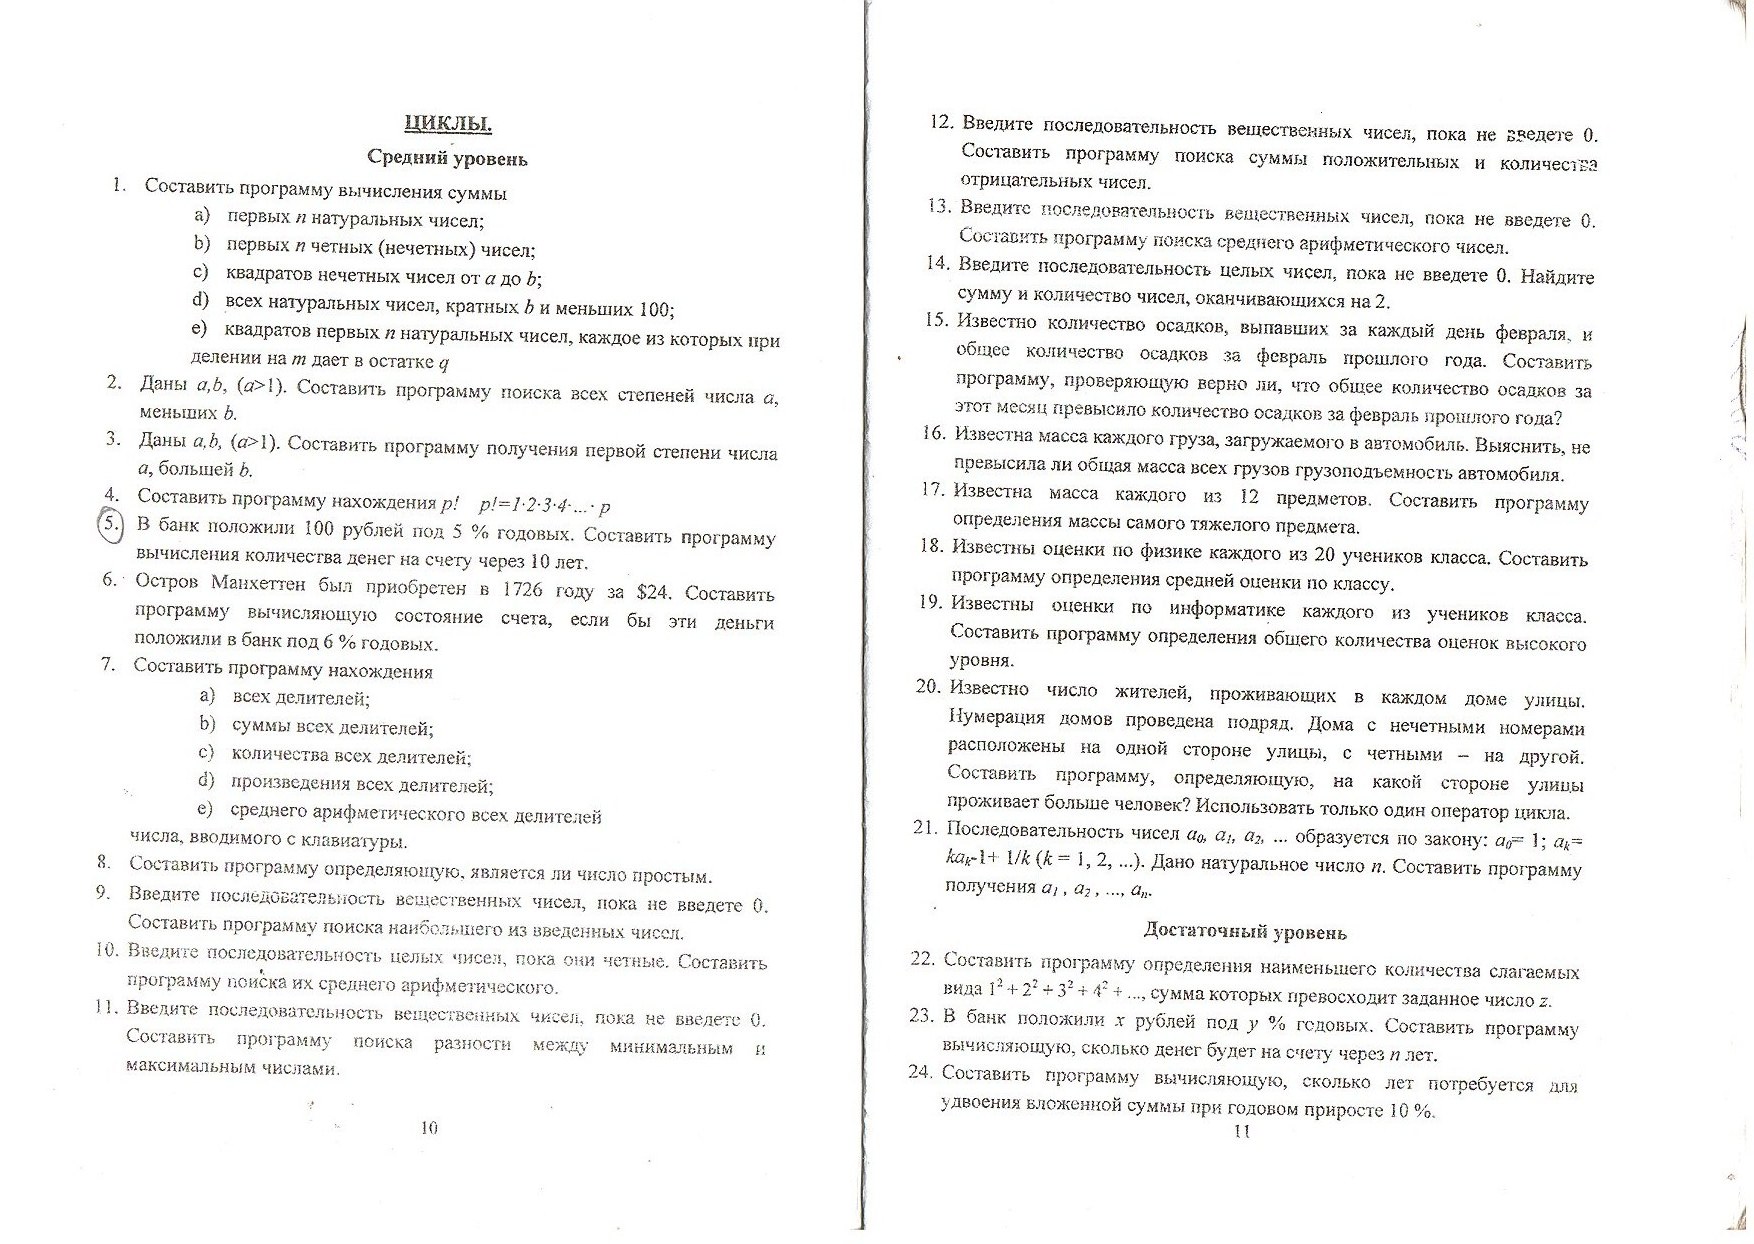 ЦИКЛЫ.
Средний уровень
1. Составить программу вычисления суммы
a) первых n натуральных чисел;
b) первых n четных (нечетных) чисел;
c) квадратов нечетных чисел от a до b;
d) всех натуральных чисел, кратных b и меньших 100;
e) квадратов первых n натуральных чисел, каждое из которых при
делении на m дает в остатке q
2. Даны a,b, (a>1). Составить программу поиска всех степеней числа a,
меньших b.
3. Даны a,b, (a>1). Составить программу получения первой степени числа
a, большей b.
4. Составить программу нахождения p! p!=1·2·3·4·...· p
5. В банк положили 100 рублей под 5 % годовых. Составить программу
вычисления количества денег на счету через 10 лет.
6. Остров Манхеттен был приобретен в 1726 году за $24. Составить
программу вычисляющую состояние счета, если бы эти деньги
положили в банк под 6 % годовых.
7. Составить программу нахождения
a) всех делителей;
b) суммы всех делителей;
c) количества всех делителей;
d) произведения всех делителей;
e) среднего арифметического всех делителей
числа, вводимого с клавиатуры.
8. Составить программу определяющую, является ли число простым.
9. Введите последовательность вещественных чисел, пока не введете 0.
Составить программу поиска наибольшего из введенных чисел.
10. Введите последовательность целых чисел, пока они четные. Составить
программу поиска их среднего арифметического.
11. Введите последовательность вещественных чисел, пока не введете 0.
Составить программу поиска разности между минимальным и
максимальным числами.
10
12. Введите последовательность вещественных чисел, пока не введете 0.
Составить программу поиска суммы положительных и количества
отрицательных чисел.
13. Введите последовательность вещественных чисел, пока не введете 0.
Составить программу поиска среднего арифметического чисел.
14. Введите последовательность целых чисел, пока не введете 0. Найдите
сумму и количество чисел, оканчивающихся на 2.
15. Известно количество осадков, выпавших за каждый день февраля, и
общее количество осадков за февраль прошлого года. Составить
программу, проверяющую верно ли, что общее количество осадков за
этот месяц превысило количество осадков за февраль прошлого года?
16. Известна масса каждого груза, загружаемого в автомобиль. Выяснить, не
превысила ли общая масса всех грузов грузоподъемность автомобиля.
17. Известна масса каждого из 12 предметов. Составить программу
определения массы самого тяжелого предмета.
18. Известны оценки по физике каждого из 20 учеников класса. Составить
программу определения средней оценки по классу.
19. Известны оценки по информатике каждого из учеников класса.
Составить программу определения общего количества оценок высокого
уровня.
20. Известно число жителей, проживающих в каждом доме улицы.
Нумерация домов проведена подряд. Дома с нечетными номерами
расположены на одной стороне улицы, с четными – на другой.
Составить программу, определяющую, на какой стороне улицы
проживает больше человек? Использовать только один оператор цикла.
21. Последовательность чисел a₀, a₁, a₂, ... образуется по закону: a₀= 1; aₖ=
kaₖ-1+ 1/k (k = 1, 2, ...). Дано натуральное число n. Составить программу
получения a₁ , a₂ , ..., aₙ.
Достаточный уровень
22. Составить программу определения наименьшего количества слагаемых
вида 1² + 2² + 3² + 4² + ..., сумма которых превосходит заданное число z.
23. В банк положили x рублей под y % годовых. Составить программу
вычисляющую, сколько денег будет на счету через n лет.
24. Составить программу вычисляющую, сколько лет потребуется для
удвоения вложенной суммы при годовом приросте 10 %.
11